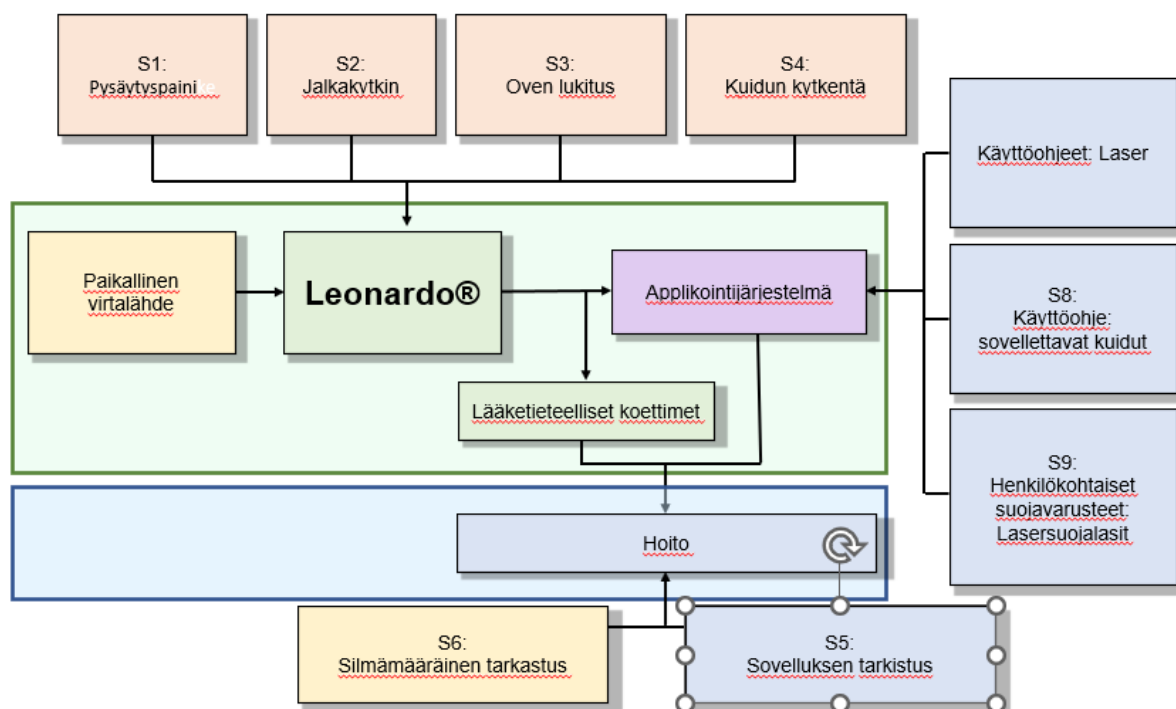 S1:
Pysäytyspainike
S2:
Jalkakytkin
S3:
Oven lukitus
S4:
Kuidun kytkentä
Käyttöohjeet: Laser
Paikallinen
virtalähde
Leonardo®
Applikointijärjestelmä
S8:
Käyttöohje:
sovellettavat kuidut
Lääketieteelliset koettimet
S9:
Henkilökohtaiset
suojavarusteet:
Lasersuojalasit
Hoito
S6:
Silmämääräinen tarkastus
S5:
Sovelluksen tarkistus